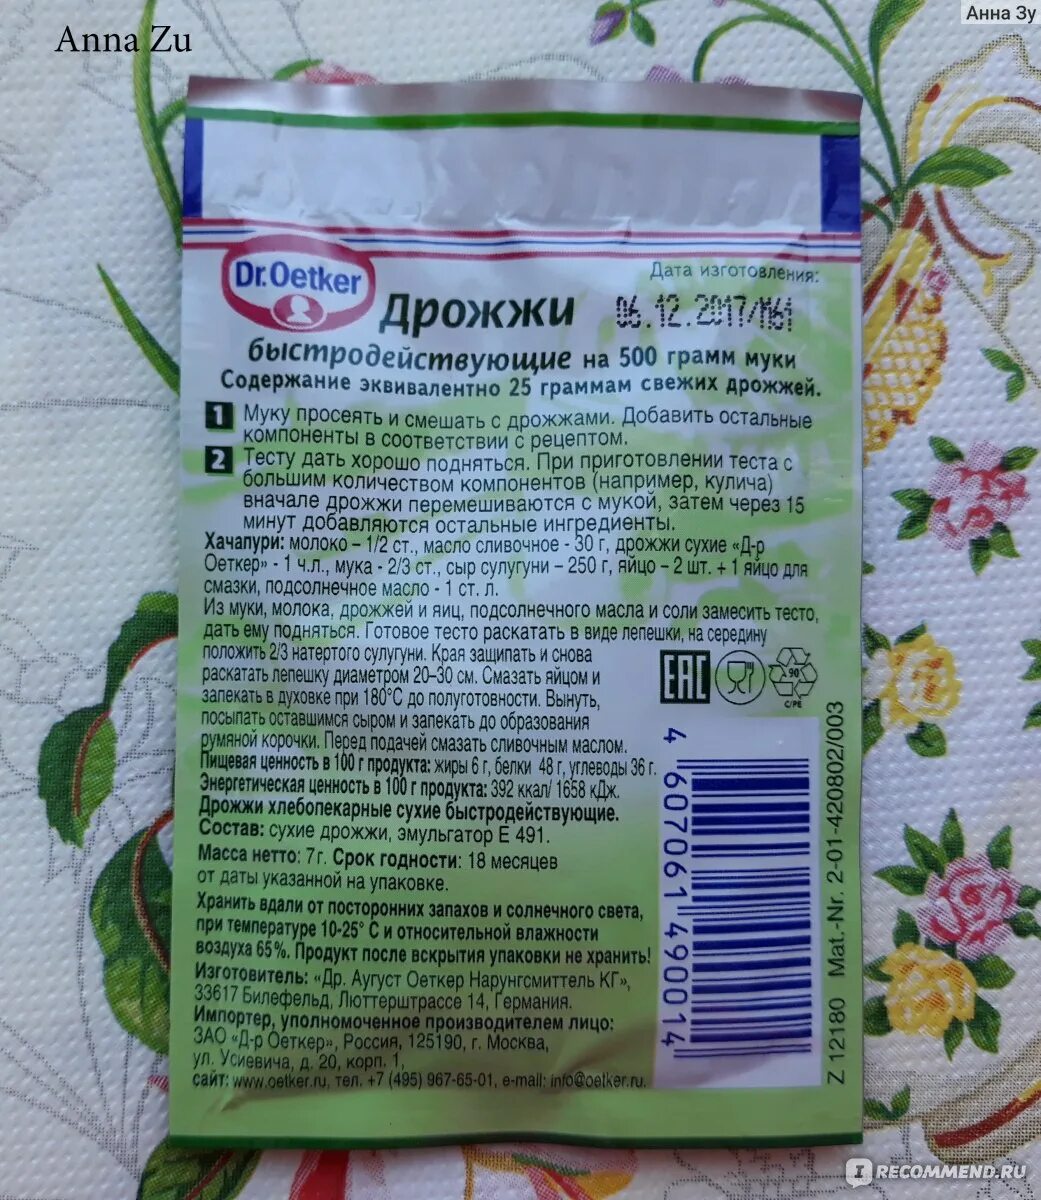 Анна Зу
Anna Zu
Dr.Oetker
Дата изготовления:
Дрожжи
06.12.2017/М61
быстродействующие на 500 грамм муки
Содержание эквивалентно 25 граммам свежих дрожжей.
1 Муку просеять и смешать с дрожжами. Добавить остальные
компоненты в соответствии с рецептом.
2 Тесту дать хорошо подняться. При приготовлении теста с
большим количеством компонентов (например, кулича)
вначале дрожжи перемешиваются с мукой, затем через 15
минут добавляются остальные ингредиенты.
Хачапури: молоко – 1/2 ст., масло сливочное - 30 г, дрожжи сухие «Д-р
Оеткер» - 1 ч.л., мука - 2/3 ст., сыр сулугуни – 250 г, яйцо – 2 шт. + 1 яйцо для
смазки, подсолнечное масло - 1 ст. л.
Из муки, молока, дрожжей и яиц, подсолнечного масла и соли замесить тесто,
дать ему подняться. Готовое тесто раскатать в виде лепешки, на середину
положить 2/3 натертого сулугуни. Края защипать и снова
раскатать лепешку диаметром 20–30 см. Смазать яйцом и
запекать в духовке при 180°C до полуготовности. Вынуть,
посыпать оставшимся сыром и запекать до образования
румяной корочки. Перед подачей смазать сливочным маслом.
Пищевая ценность в 100 г продукта: жиры 6 г, белки 48 г, углеводы 36 г.
Энергетическая ценность в 100 г продукта: 392 ккал/ 1658 кДж.
Дрожжи хлебопекарные сухие быстродействующие.
Состав: сухие дрожжи, эмульгатор Е 491.
Масса нетто: 7г. Срок годности: 18 месяцев
от даты указанной на упаковке.
Хранить вдали от посторонних запахов и солнечного света,
при температуре 10-25° С и относительной влажности
воздуха 65%. Продукт после вскрытия упаковки не хранить!
Изготовитель: «Др. Аугуст Оеткер Нарунгсмиттель КГ»,
33617 Билефельд, Люттерштрассе 14, Германия.
Импортер, уполномоченное производителем лицо:
ЗАО «Д-р Оеткер», Россия, 125190, г. Москва,
ул. Усиевича, д. 20, корп. 1,
сайт: www.oetker.ru, тел. +7 (495) 967-65-01, e-mail: info@oetker.ru.
EAC
90
C/PE
4 607061 490014
Z 12180 Mat.-Nr. 2-01-420802/003
I RECOMMEND.RU